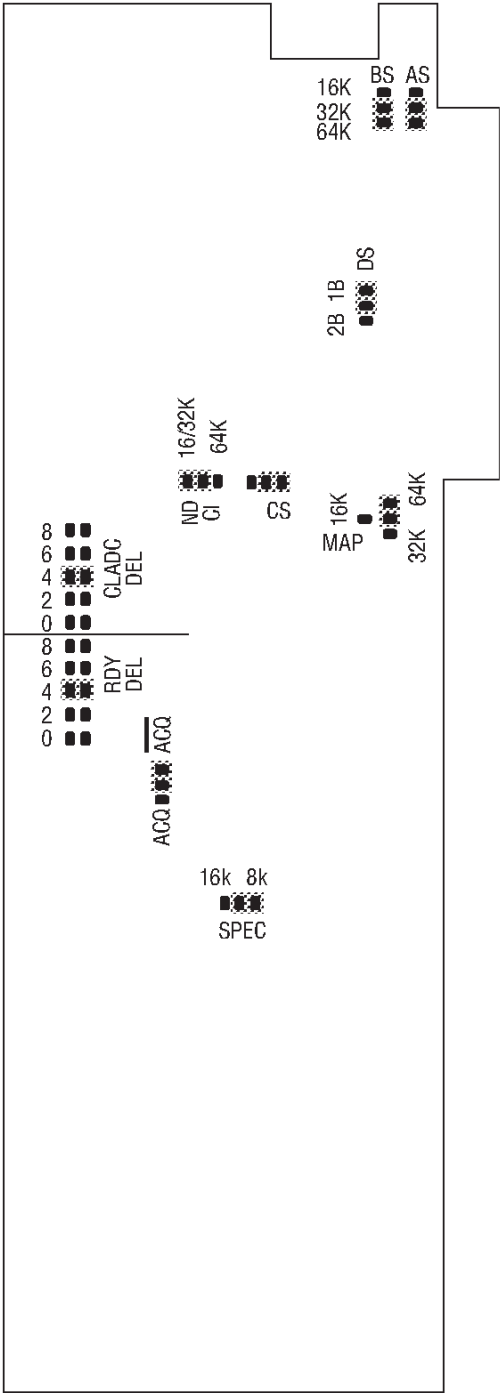 BS AS
16K
32K
64K
DS
1B
2B
16/32K
64K
ND
CI
CS
16K
64K
MAP
32K
8
6
4
2
0
CLADC
DEL
8
6
4
2
0
RDY
DEL
ACQ
ACQ
16k 8k
SPEC